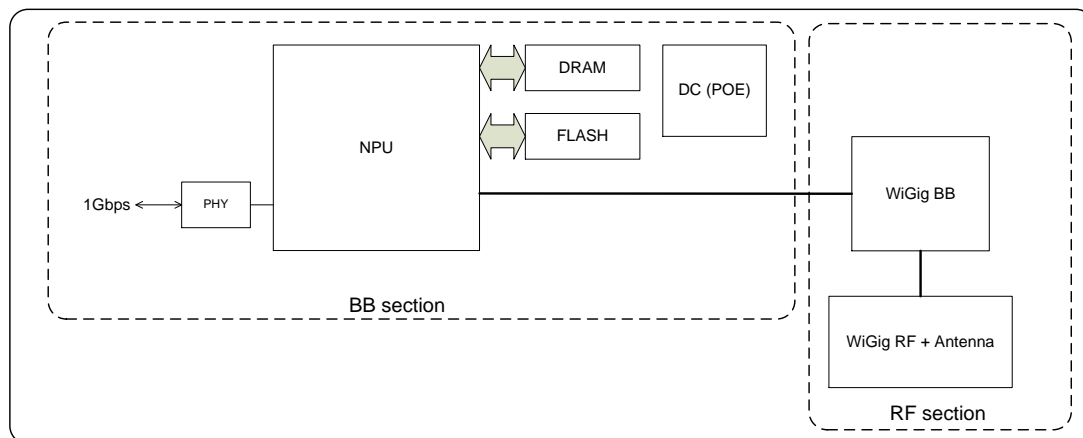 DRAM
DC (POE)
NPU
FLASH
1Gbps
PHY
WiGig BB
BB section
WiGig RF + Antenna
RF section